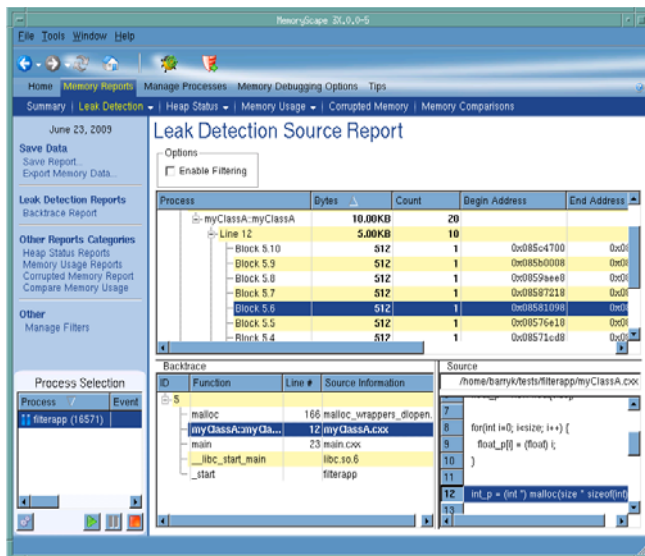 MemoryScape 2X.0.0-5
File Tools Window Help
Home Memory Reports Manage Processes Memory Debugging Options Tips
Summary | Leak Detection | Heap Status | Memory Usage | Corrupted Memory | Memory Comparisons
June 23, 2009
Save Data
Save Report...
Export Memory Data...
Leak Detection Reports
Backtrace Report
Other Reports Categories
Heap Status Reports
Memory Usage Reports
Corrupted Memory Report
Compare Memory Usage
Other
Manage Filters
Process Selection
Process Event
filterapp (16571)
Leak Detection Source Report
Options
Enable Filtering
Process Bytes Count Begin Address End Address
myClassA::myClassA 10.00KB 20
Line 12 5.00KB 10
Block 5.10 512 1 0x085c4700 0x08
Block 5.9 512 1 0x085b0008 0x08
Block 5.8 512 1 0x0859aee8 0x08
Block 5.7 512 1 0x08587218 0x08
Block 5.6 512 1 0x08581098 0x08
Block 5.5 512 1 0x08576e18 0x08
Block 5.4 512 1 0x08571cd8 0x08
Backtrace
ID Function Line # Source Information
5
malloc 166 malloc_wrappers_dlopen.
myClassA::myCla... 12 myClassA.cxx
main 23 main.cxx
__libc_start_main libc.so.6
_start filterapp
Source
/home/barryk/tests/filterapp/myClassA.cxx
7
8 for(int i=0; i<size; i++) {
9 float_p[i] = (float) i;
10 }
11
12 int_p = (int *) malloc(size * sizeof(int)
13